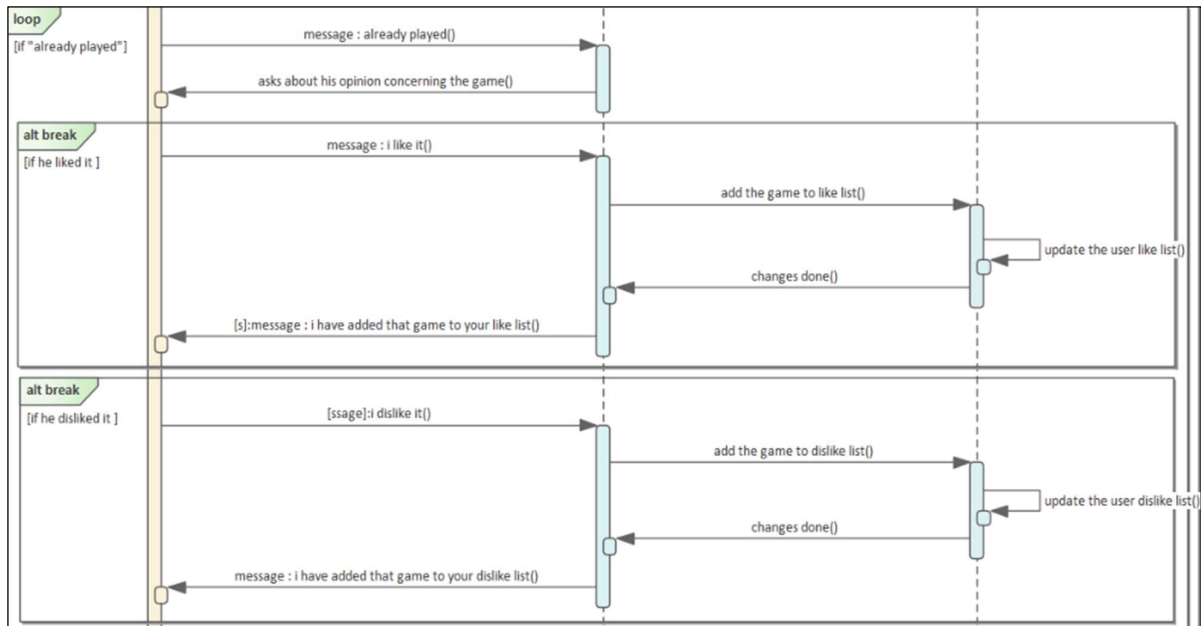 loop
[if "already played"]
message : already played()
asks about his opinion concerning the game()
alt break
[if he liked it ]
message : i like it()
add the game to like list()
update the user like list()
changes done()
[s]:message : i have added that game to your like list()
alt break
[if he disliked it ]
[ssage]:i dislike it()
add the game to dislike list()
update the user dislike list()
changes done()
message : i have added that game to your dislike list()